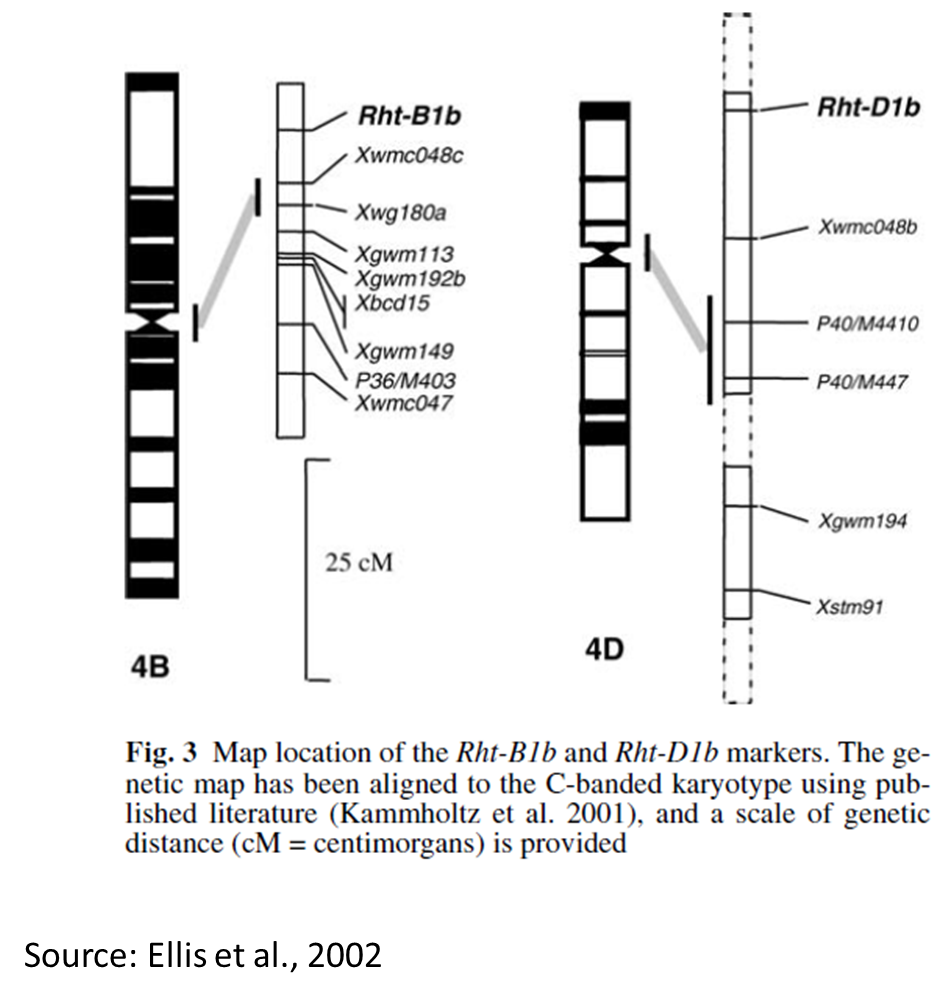 Rht-B1b
Xwmc048c
Xwg180a
Xgwm113
Xgwm192b
Xbcd15
Xgwm149
P36/M403
Xwmc047
25 cM
4B
Rht-D1b
Xwmc048b
P40/M4410
P40/M447
Xgwm194
Xstm91
4D
Fig. 3 Map location of the Rht-B1b and Rht-D1b markers. The ge-
netic map has been aligned to the C-banded karyotype using pub-
lished literature (Kammholtz et al. 2001), and a scale of genetic
distance (cM = centimorgans) is provided
Source: Ellis et al., 2002